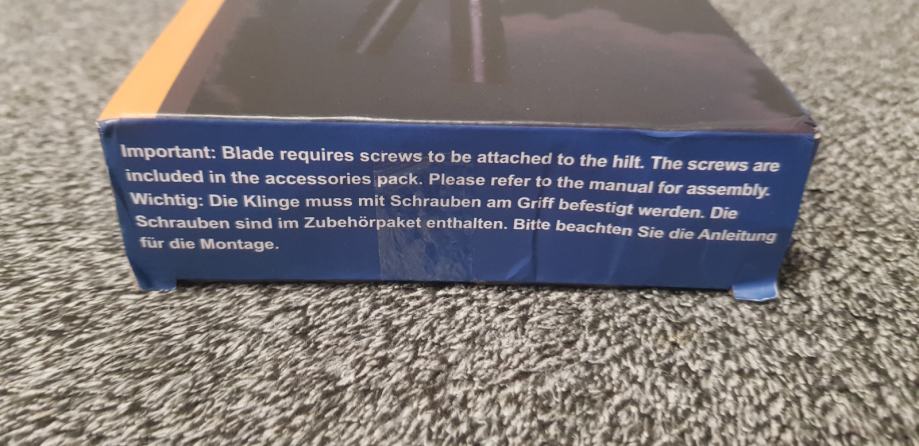 Important: Blade requires screws to be attached to the hilt. The screws are
included in the accessories pack. Please refer to the manual for assembly.
Wichtig: Die Klinge muss mit Schrauben am Griff befestigt werden. Die
Schrauben sind im Zubehörpaket enthalten. Bitte beachten Sie die Anleitung
für die Montage.